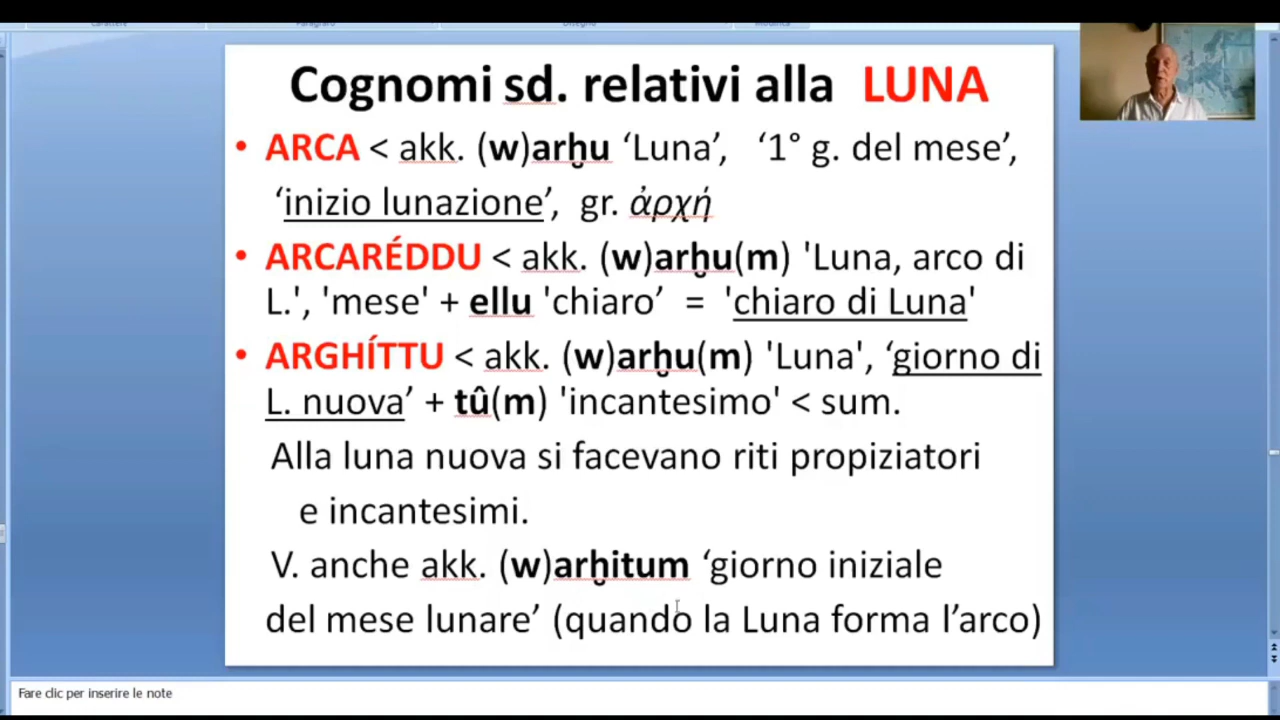 Cognomi sd. relativi alla LUNA
• ARCA < akk. (w)arḫu ‘Luna’, ‘1° g. del mese’,
‘inizio lunazione’, gr. ἀρχή
• ARCARÉDDU < akk. (w)arḫu(m) 'Luna, arco di
L.', 'mese' + ellu 'chiaro’ = 'chiaro di Luna'
• ARGHÍTTU < akk. (w)arḫu(m) 'Luna', ‘giorno di
L. nuova’ + tû(m) 'incantesimo' < sum.
Alla luna nuova si facevano riti propiziatori
e incantesimi.
V. anche akk. (w)arḫitum ‘giorno iniziale
del mese lunare’ (quando la Luna forma l’arco)
Fare clic per inserire le note